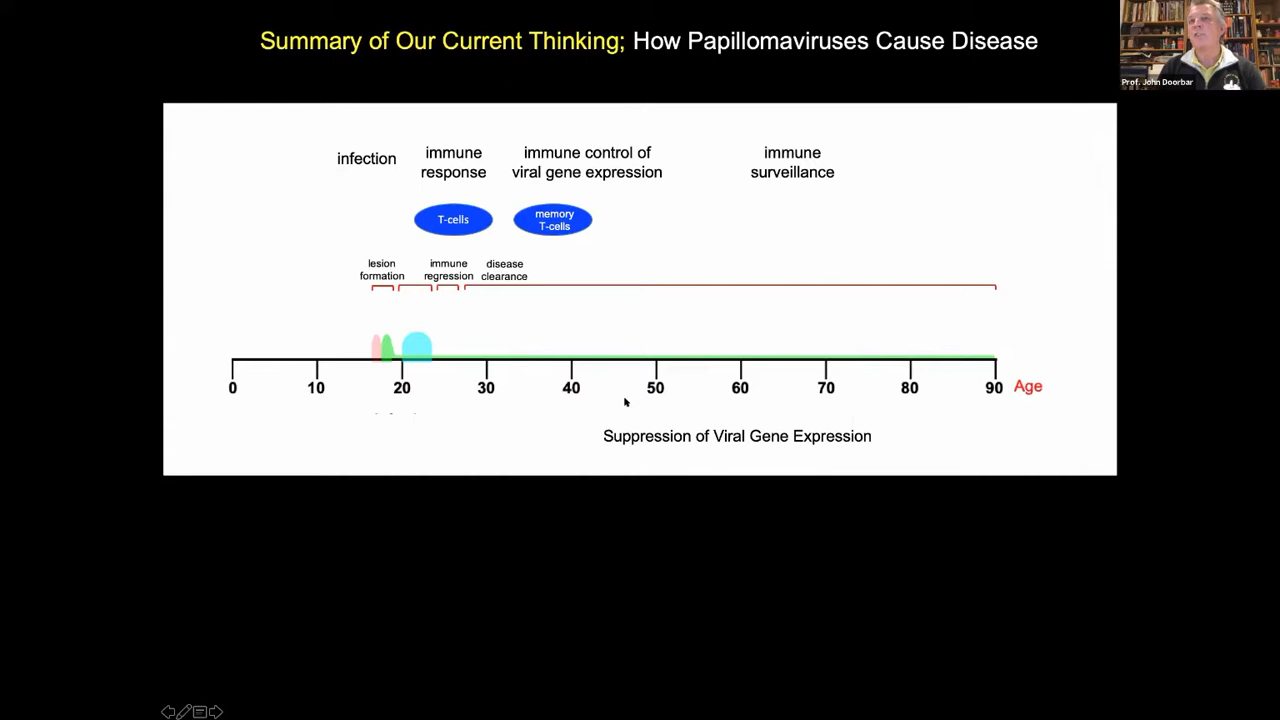 Summary of Our Current Thinking; How Papillomaviruses Cause Disease
Prof. John Doorbar
infection
immune
response
immune control of
viral gene expression
immune
surveillance
T-cells
memory
T-cells
lesion
formation
immune
regression
disease
clearance
0 10 20 30 40 50 60 70 80 90 Age
Suppression of Viral Gene Expression